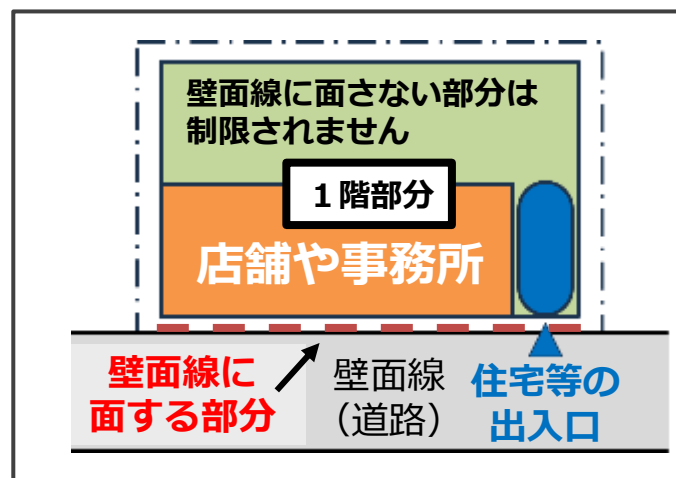 壁面線に面さない部分は
制限されません
１階部分
店舗や事務所
壁面線に
面する部分
壁面線
（道路）
住宅等の
出入口